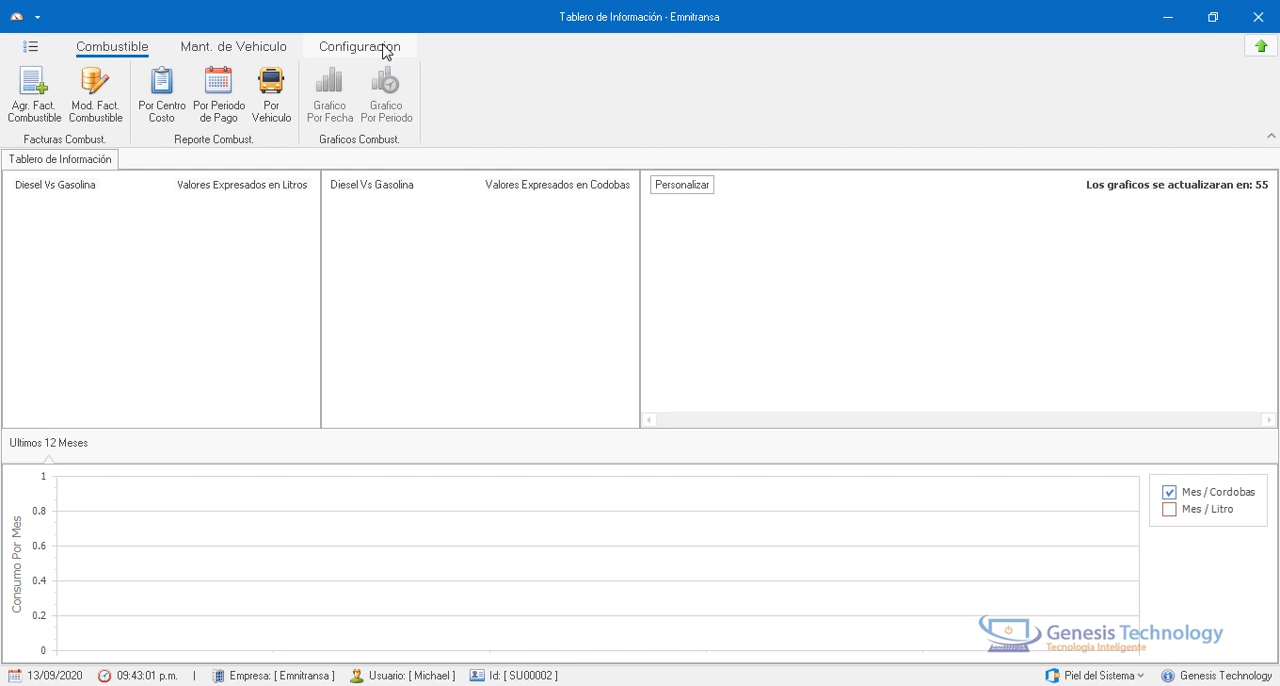 Tablero de Información - Emnitransa
Combustible Mant. de Vehiculo Configuracion
Agr. Fact. Combustible
Mod. Fact. Combustible
Por Centro Costo
Por Periodo de Pago
Por Vehiculo
Grafico Por Fecha
Grafico Por Periodo
Facturas Combust. Reporte Combust. Graficos Combust.
Tablero de Información
Diesel Vs Gasolina Valores Expresados en Litros
Diesel Vs Gasolina Valores Expresados en Codobas
Personalizar Los graficos se actualizaran en: 55
Ultimos 12 Meses
Consumo Por Mes
1
0.8
0.6
0.4
0.2
0
Mes / Cordobas
Mes / Litro
Genesis Technology
Tecnología Inteligente
13/09/2020 09:43:01 p.m. | Empresa: [ Emnitransa ] Usuario: [ Michael ] Id: [ SU00002 ] Piel del Sistema Genesis Technology